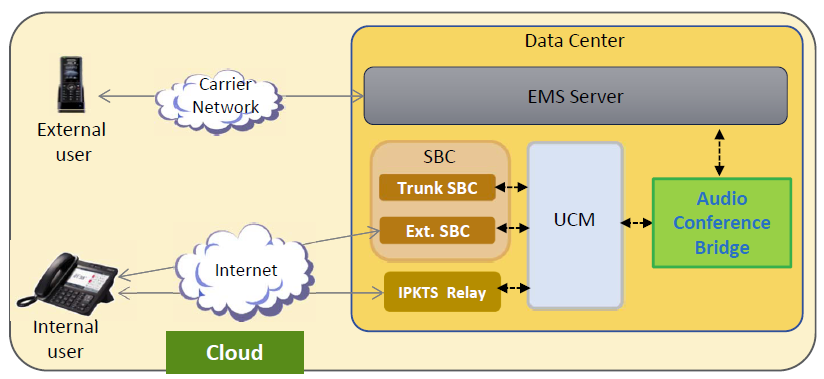 Data Center
Carrier
Network
EMS Server
External
user
SBC
Trunk SBC
Ext. SBC
UCM
Audio
Conference
Bridge
Internet
IPKTS Relay
Internal
user
Cloud